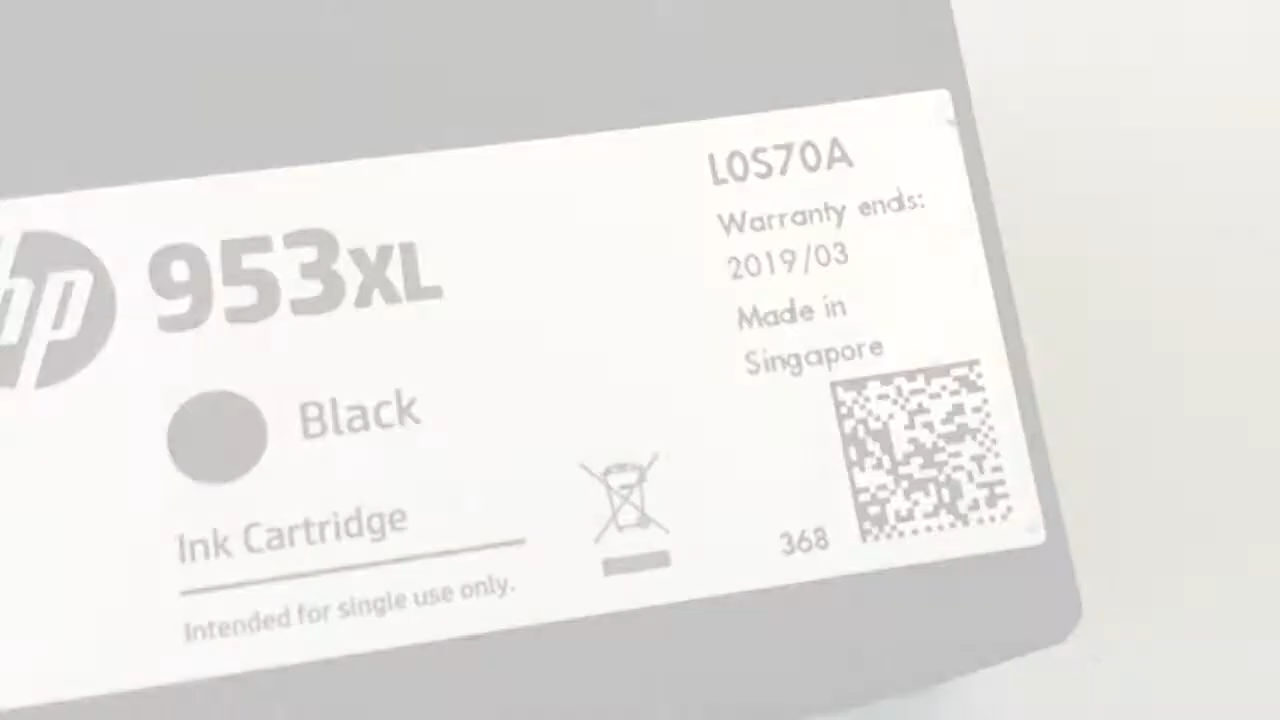 hp 953XL
Black
Ink Cartridge
Intended for single use only.
L0S70A
Warranty ends:
2019/03
Made in
Singapore
368